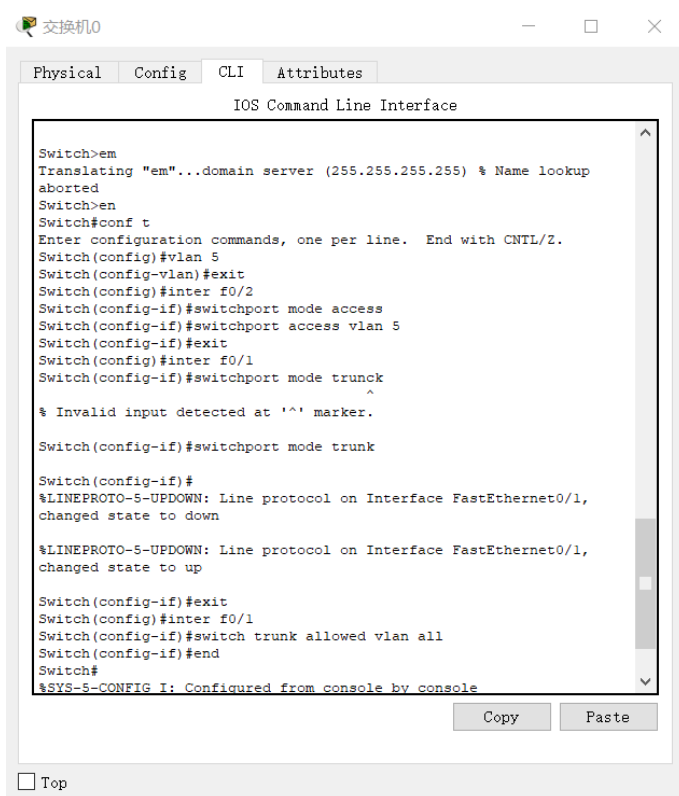 交换机0
Physical Config CLI Attributes
IOS Command Line Interface
Switch>em
Translating "em"...domain server (255.255.255.255) % Name lookup
aborted
Switch>en
Switch#conf t
Enter configuration commands, one per line.  End with CNTL/Z.
Switch(config)#vlan 5
Switch(config-vlan)#exit
Switch(config)#inter f0/2
Switch(config-if)#switchport mode access
Switch(config-if)#switchport access vlan 5
Switch(config-if)#exit
Switch(config)#inter f0/1
Switch(config-if)#switchport mode trunck
^
% Invalid input detected at '^' marker.
Switch(config-if)#switchport mode trunk
Switch(config-if)#
%LINEPROTO-5-UPDOWN: Line protocol on Interface FastEthernet0/1,
changed state to down
%LINEPROTO-5-UPDOWN: Line protocol on Interface FastEthernet0/1,
changed state to up
Switch(config-if)#exit
Switch(config)#inter f0/1
Switch(config-if)#switch trunk allowed vlan all
Switch(config-if)#end
Switch#
%SYS-5-CONFIG_I: Configured from console by console
Copy Paste
Top